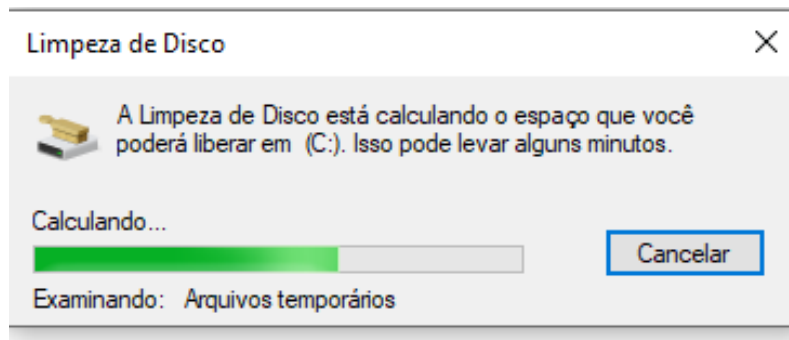 Limpeza de Disco
A Limpeza de Disco está calculando o espaço que você
poderá liberar em  (C:). Isso pode levar alguns minutos.
Calculando...
Cancelar
Examinando:   Arquivos temporários